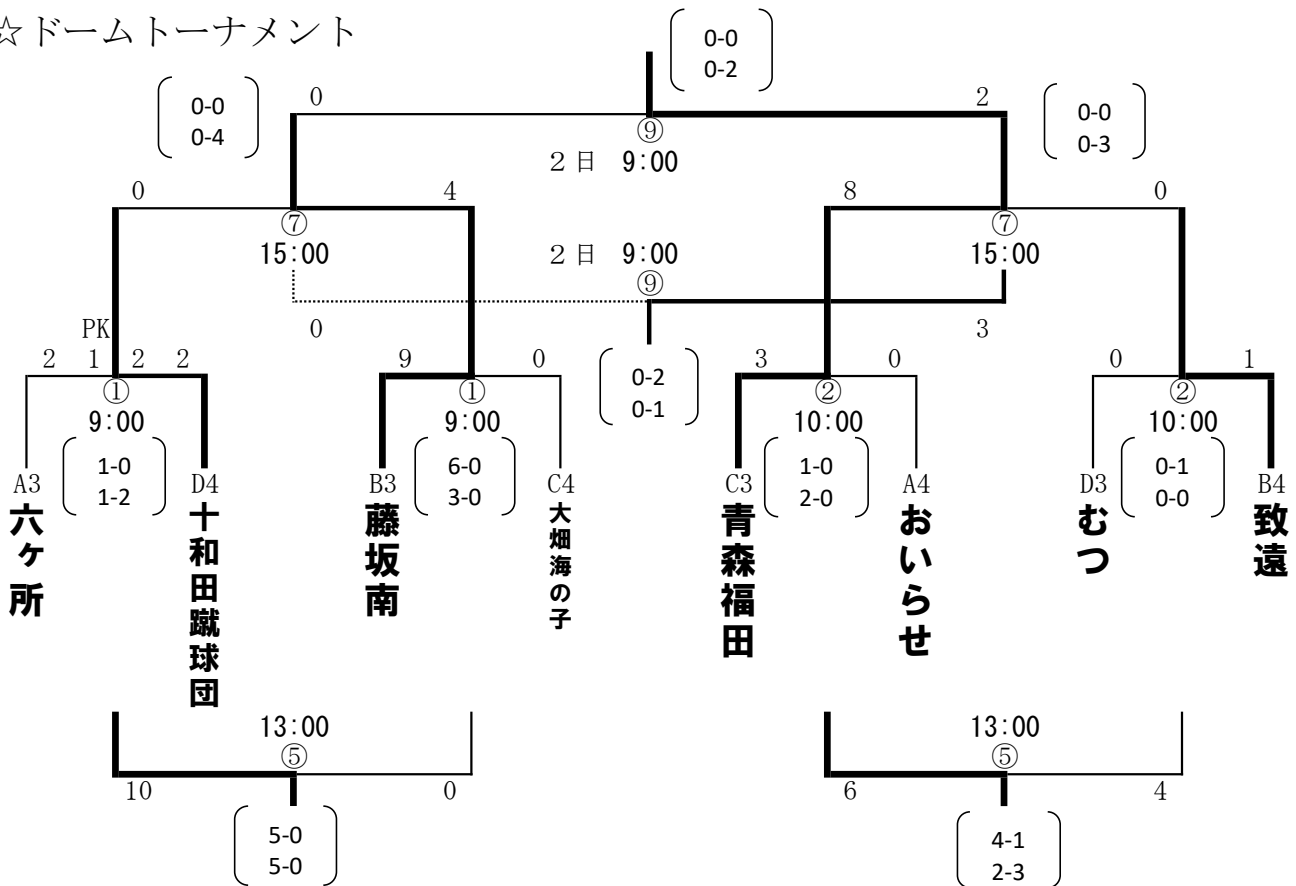 ☆ドームトーナメント
0-0
0-2
0-0
0-4
0
2
0-0
0-3
⑨
2日 9:00
0
4
8
0
⑦
15:00
2日 9:00
⑦
15:00
⑨
PK
0
3
2 1 2 2
9
0
3
0
0
1
①
9:00
①
9:00
0-2
0-1
②
10:00
②
10:00
1-0
1-2
6-0
3-0
1-0
2-0
0-1
0-0
A3
D4
B3
C4
C3
A4
D3
B4
六ヶ所
十和田蹴球団
藤坂南
大畑海の子
青森福田
おいらせ
むつ
致遠
13:00
⑤
10
0
5-0
5-0
13:00
⑤
6
4
4-1
2-3